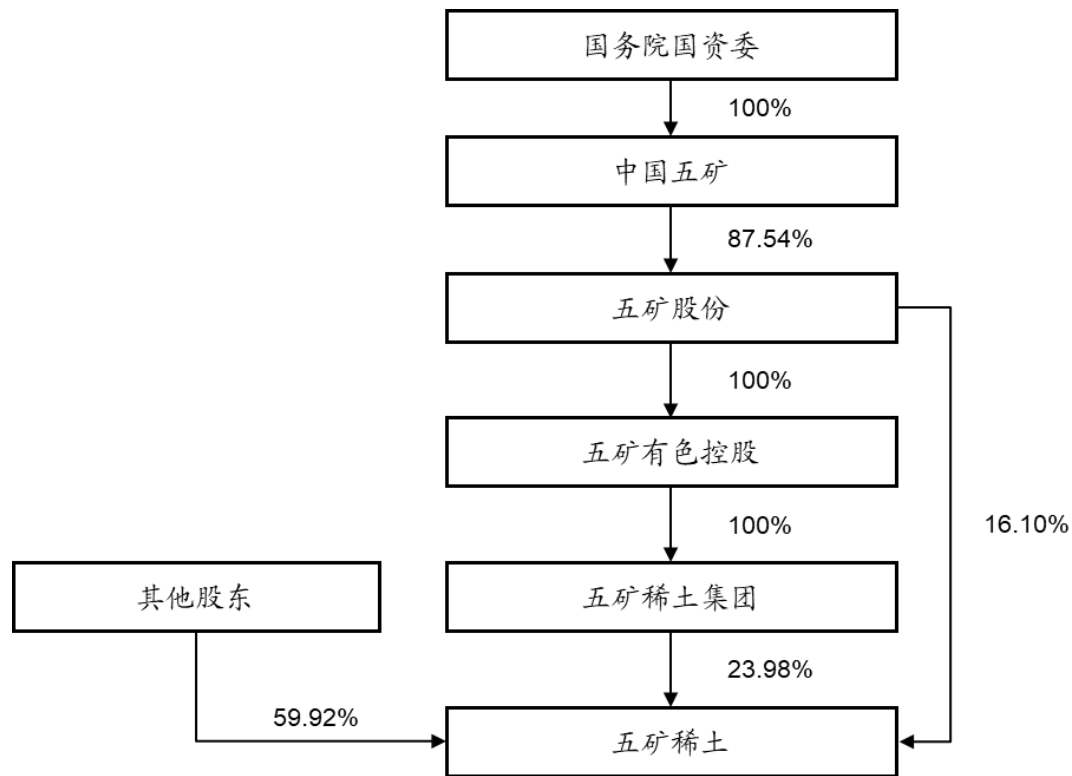 国务院国资委
100%
中国五矿
87.54%
五矿股份
100%
五矿有色控股
100%
16.10%
其他股东
五矿稀土集团
23.98%
59.92%
五矿稀土